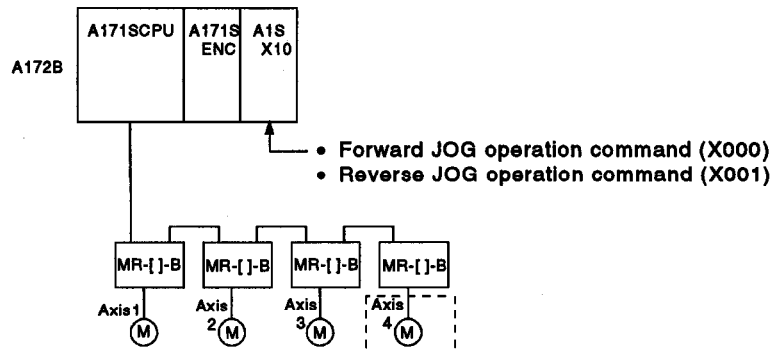 A172B
A171SCPU
A171S
ENC
A1S
X10
• Forward JOG operation command (X000)
• Reverse JOG operation command (X001)
MR-[ ]-B
MR-[ ]-B
MR-[ ]-B
MR-[ ]-B
Axis1
M
Axis
2
M
Axis
3
M
Axis
4
M